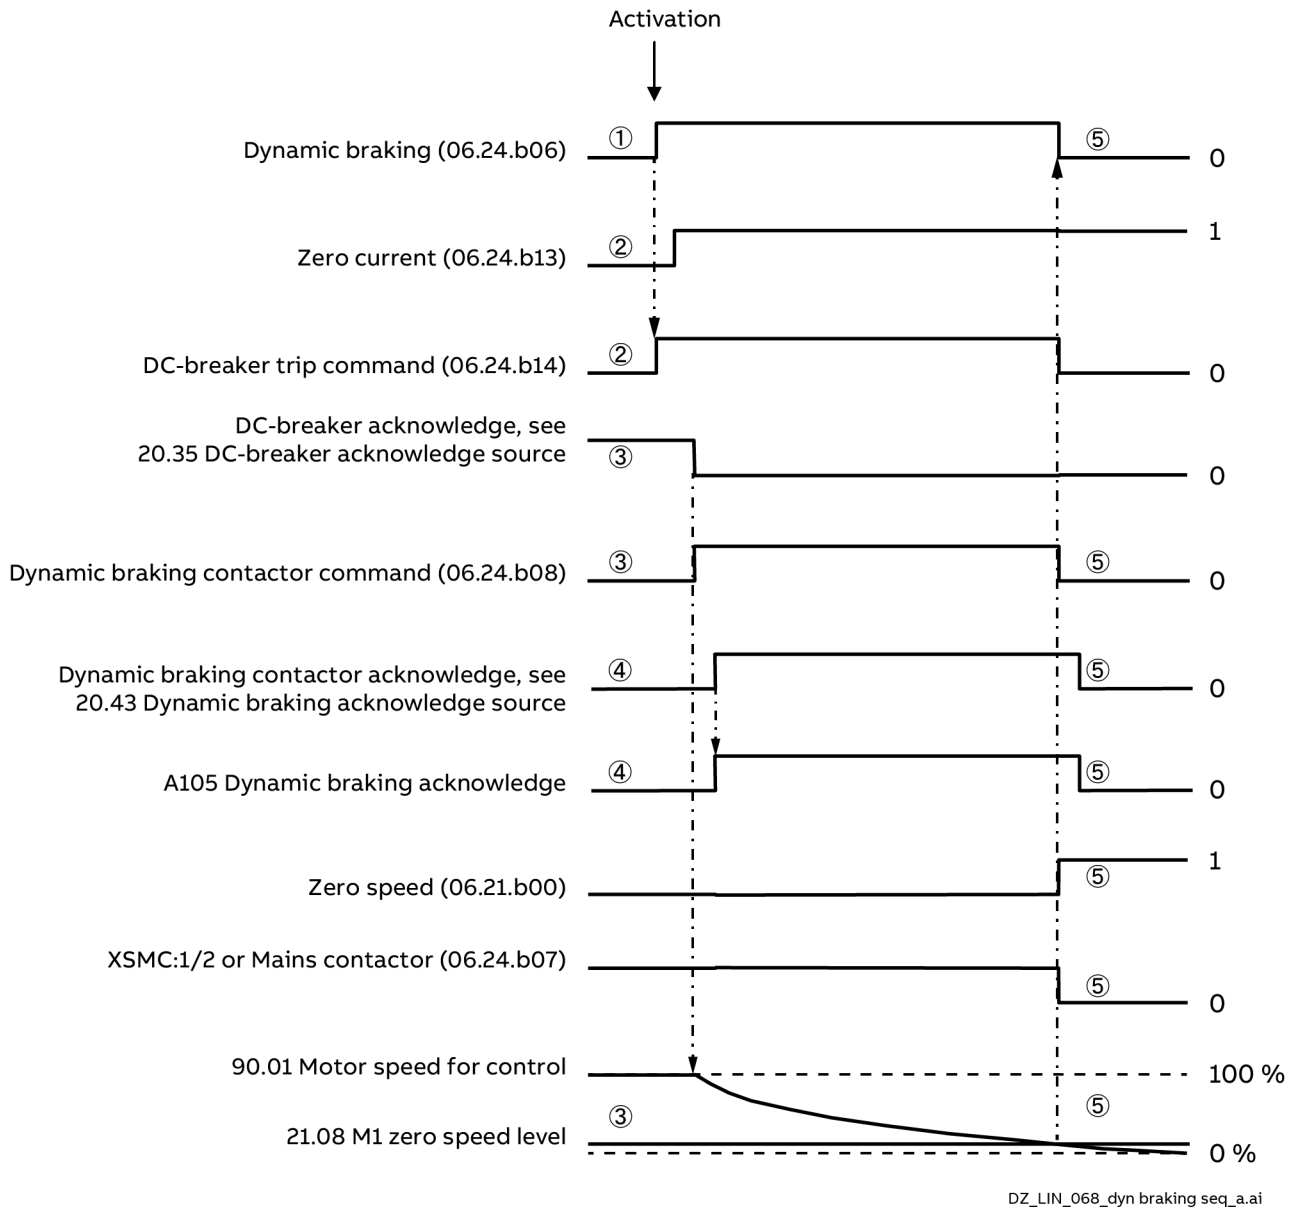 Activation
Dynamic braking (06.24.b06) ① ⑤ 0
Zero current (06.24.b13) ② 1
DC-breaker trip command (06.24.b14) ② 0
DC-breaker acknowledge, see
20.35 DC-breaker acknowledge source ③ 0
Dynamic braking contactor command (06.24.b08) ③ ⑤ 0
Dynamic braking contactor acknowledge, see ④ ⑤ 0
20.43 Dynamic braking acknowledge source
A105 Dynamic braking acknowledge ④ ⑤ 0
Zero speed (06.21.b00) ⑤ 1
XSMC:1/2 or Mains contactor (06.24.b07) ⑤ 0
90.01 Motor speed for control 100 %
③ ⑤
21.08 M1 zero speed level 0 %
DZ_LIN_068_dyn braking seq_a.ai